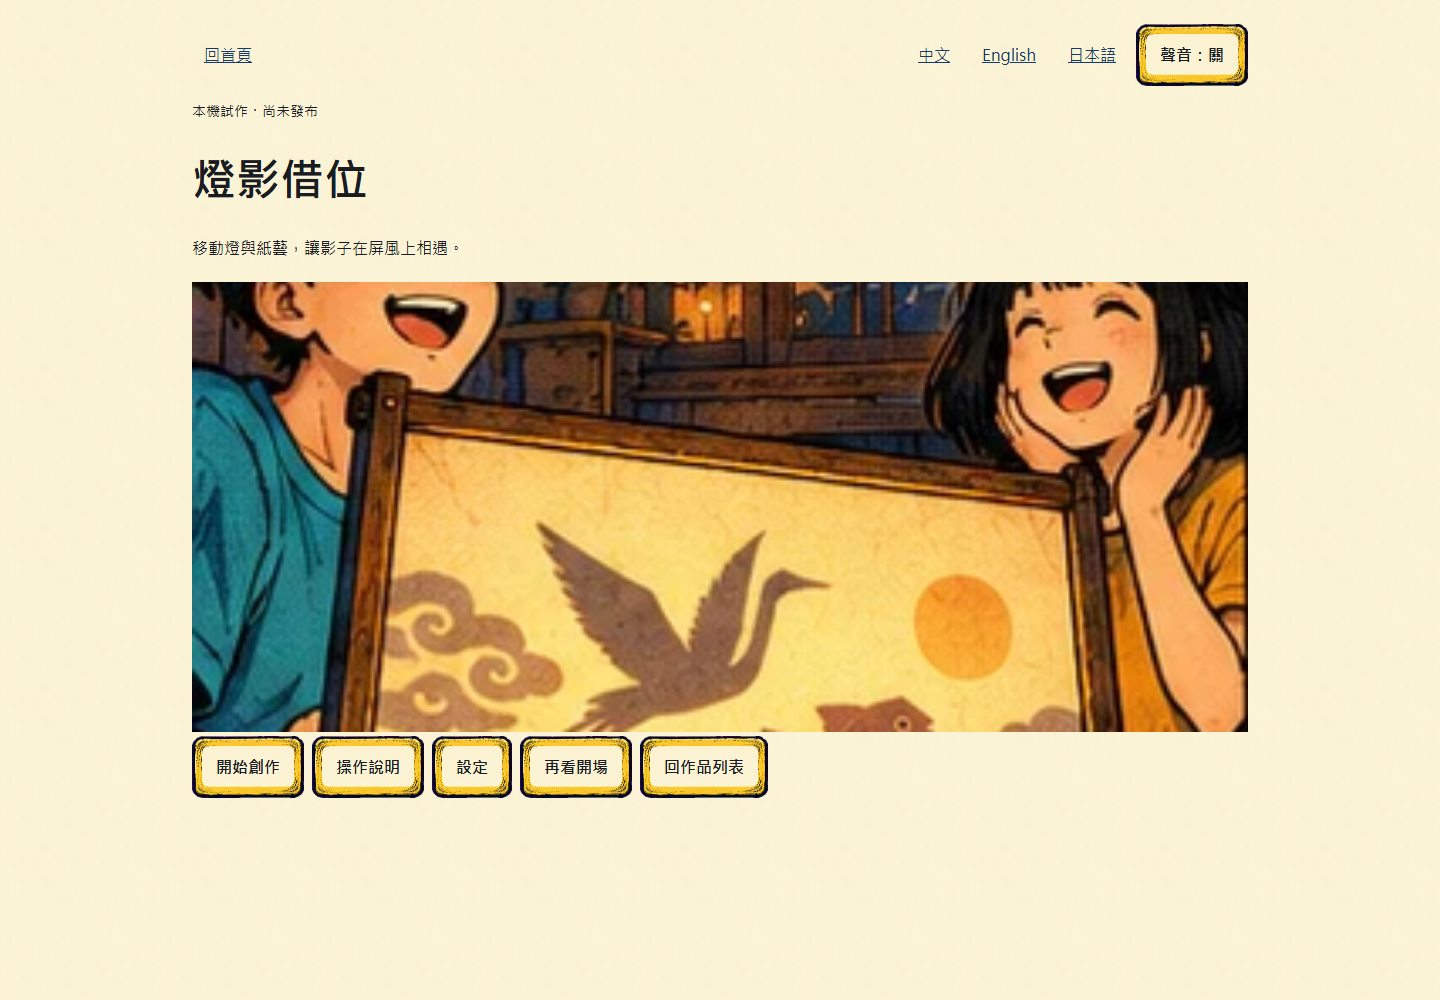 回首頁
中文 English 日本語 聲音：關
本機試作・尚未發布
燈影借位
移動燈與紙藝，讓影子在屏風上相遇。
開始創作 操作說明 設定 再看開場 回作品列表